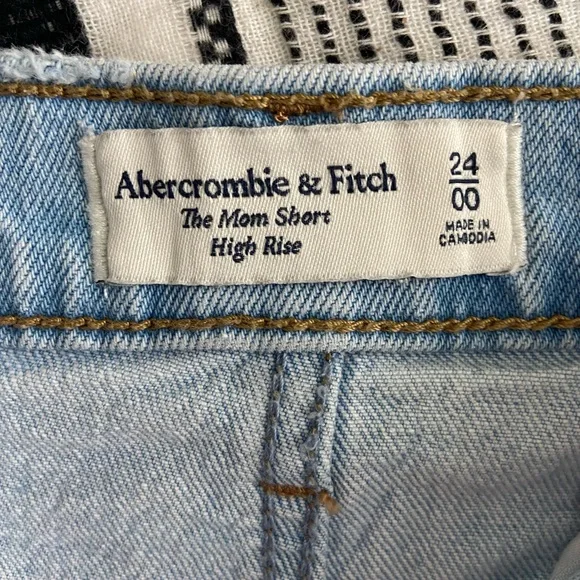 Abercrombie & Fitch
The Mom Short
High Rise
24
00
MADE IN
CAMBODIA